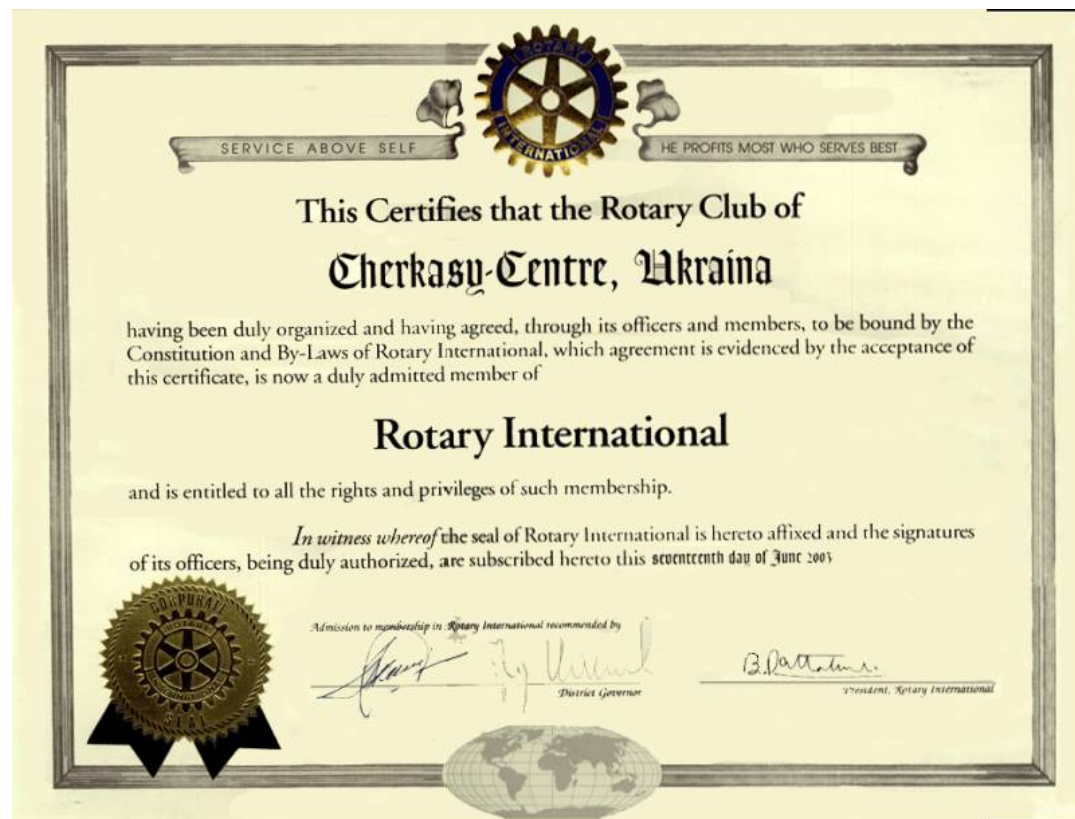 ROTARY
INTERNATIONAL
SERVICE ABOVE SELF
HE PROFITS MOST WHO SERVES BEST
This Certifies that the Rotary Club of
Cherkasy-Centre, Ukraina
having been duly organized and having agreed, through its officers and members, to be bound by the
Constitution and By-Laws of Rotary International, which agreement is evidenced by the acceptance of
this certificate, is now a duly admitted member of
Rotary International
and is entitled to all the rights and privileges of such membership.
In witness whereof the seal of Rotary International is hereto affixed and the signatures
of its officers, being duly authorized, are subscribed hereto this seventeenth day of June 2003
CORPORATE
ROTARY
INTERNATIONAL
SEAL
Admission to membership in Rotary International recommended by
District Governor
President, Rotary International